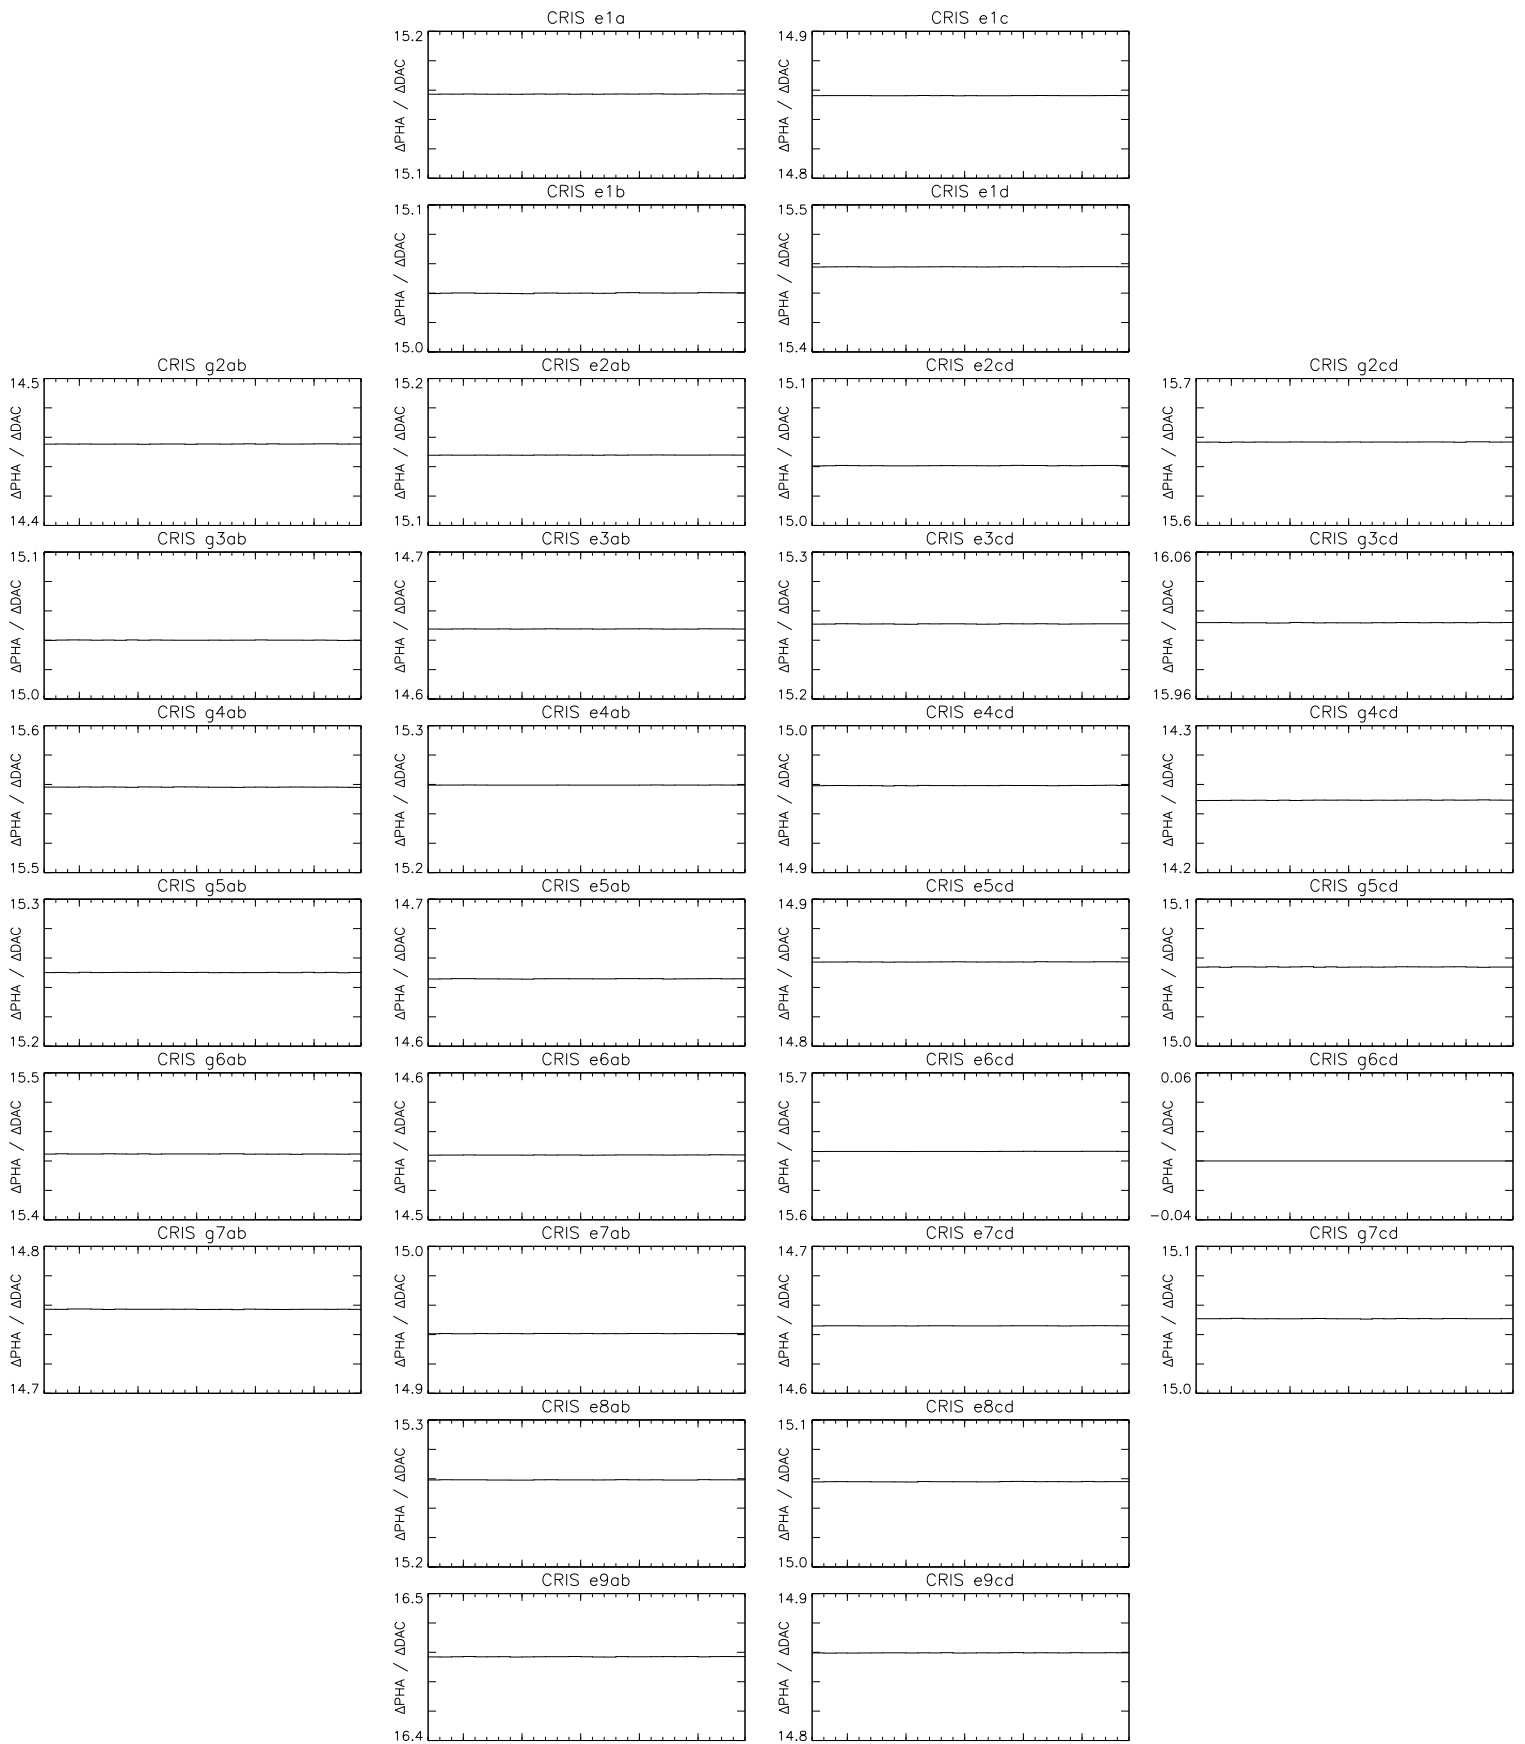 CRIS e1a
CRIS e1c
15.2
ΔPHA / ΔDAC
15.1
14.9
ΔPHA / ΔDAC
14.8
CRIS e1b
CRIS e1d
15.1
ΔPHA / ΔDAC
15.0
15.5
ΔPHA / ΔDAC
15.4
CRIS g2ab
CRIS e2ab
CRIS e2cd
CRIS g2cd
14.5
ΔPHA / ΔDAC
14.4
15.2
ΔPHA / ΔDAC
15.1
15.1
ΔPHA / ΔDAC
15.0
15.7
ΔPHA / ΔDAC
15.6
CRIS g3ab
CRIS e3ab
CRIS e3cd
CRIS g3cd
15.1
ΔPHA / ΔDAC
15.0
14.7
ΔPHA / ΔDAC
14.6
15.3
ΔPHA / ΔDAC
15.2
16.06
ΔPHA / ΔDAC
15.96
CRIS g4ab
CRIS e4ab
CRIS e4cd
CRIS g4cd
15.6
ΔPHA / ΔDAC
15.5
15.3
ΔPHA / ΔDAC
15.2
15.0
ΔPHA / ΔDAC
14.9
14.3
ΔPHA / ΔDAC
14.2
CRIS g5ab
CRIS e5ab
CRIS e5cd
CRIS g5cd
15.3
ΔPHA / ΔDAC
15.2
14.7
ΔPHA / ΔDAC
14.6
14.9
ΔPHA / ΔDAC
14.8
15.1
ΔPHA / ΔDAC
15.0
CRIS g6ab
CRIS e6ab
CRIS e6cd
CRIS g6cd
15.5
ΔPHA / ΔDAC
15.4
14.6
ΔPHA / ΔDAC
14.5
15.7
ΔPHA / ΔDAC
15.6
0.06
ΔPHA / ΔDAC
−0.04
CRIS g7ab
CRIS e7ab
CRIS e7cd
CRIS g7cd
14.8
ΔPHA / ΔDAC
14.7
15.0
ΔPHA / ΔDAC
14.9
14.7
ΔPHA / ΔDAC
14.6
15.1
ΔPHA / ΔDAC
15.0
CRIS e8ab
CRIS e8cd
15.3
ΔPHA / ΔDAC
15.2
15.1
ΔPHA / ΔDAC
15.0
CRIS e9ab
CRIS e9cd
16.5
ΔPHA / ΔDAC
16.4
14.9
ΔPHA / ΔDAC
14.8